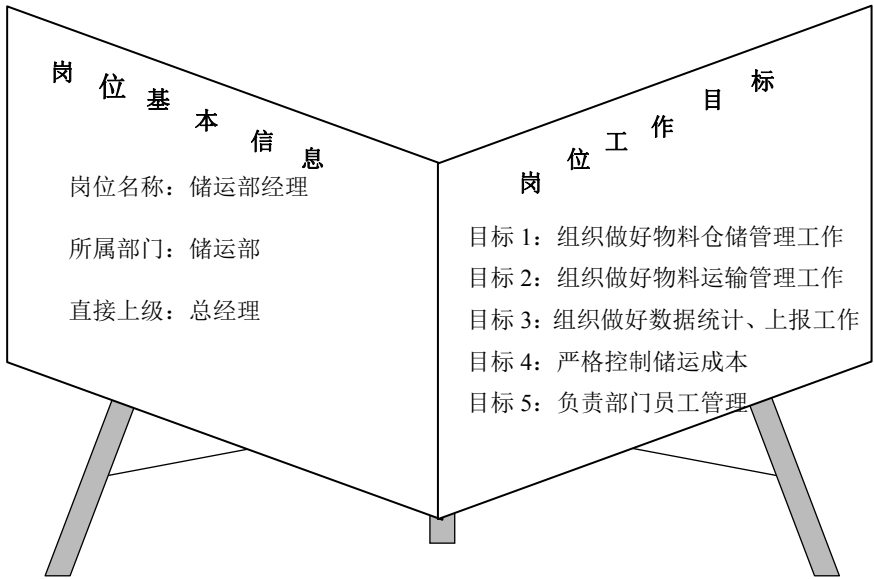 岗位基本信息
岗位名称：储运部经理
所属部门：储运部
直接上级：总经理
岗位工作目标
目标 1：组织做好物料仓储管理工作
目标 2：组织做好物料运输管理工作
目标 3：组织做好数据统计、上报工作
目标 4：严格控制储运成本
目标 5：负责部门员工管理